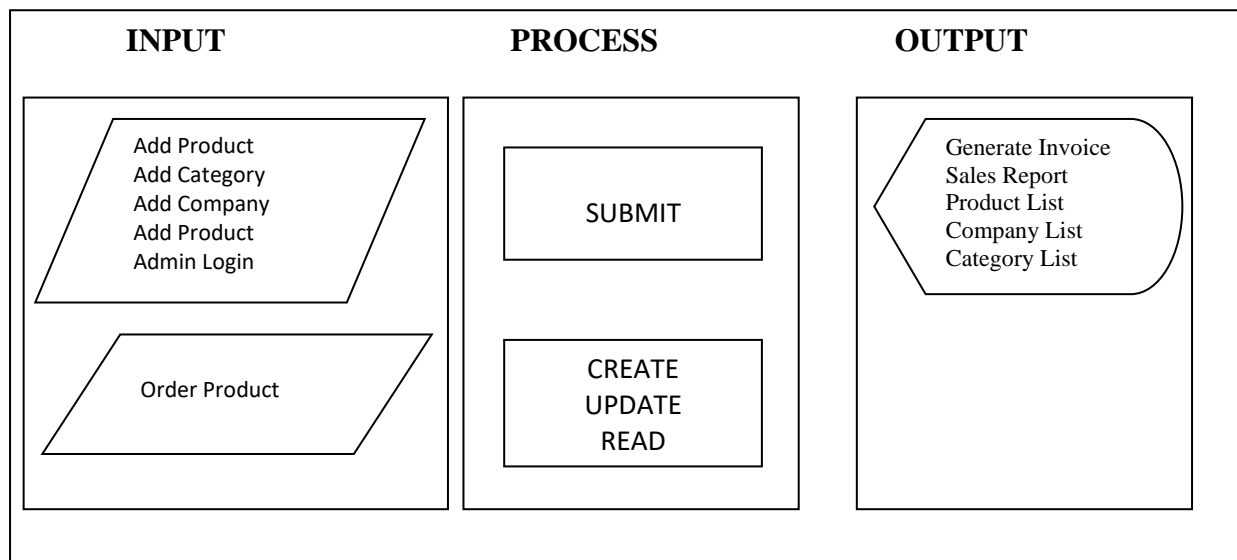 INPUT
PROCESS
OUTPUT
Add Product
Add Category
Add Company
Add Product
Admin Login
Order Product
SUBMIT
CREATE
UPDATE
READ
Generate Invoice
Sales Report
Product List
Company List
Category List